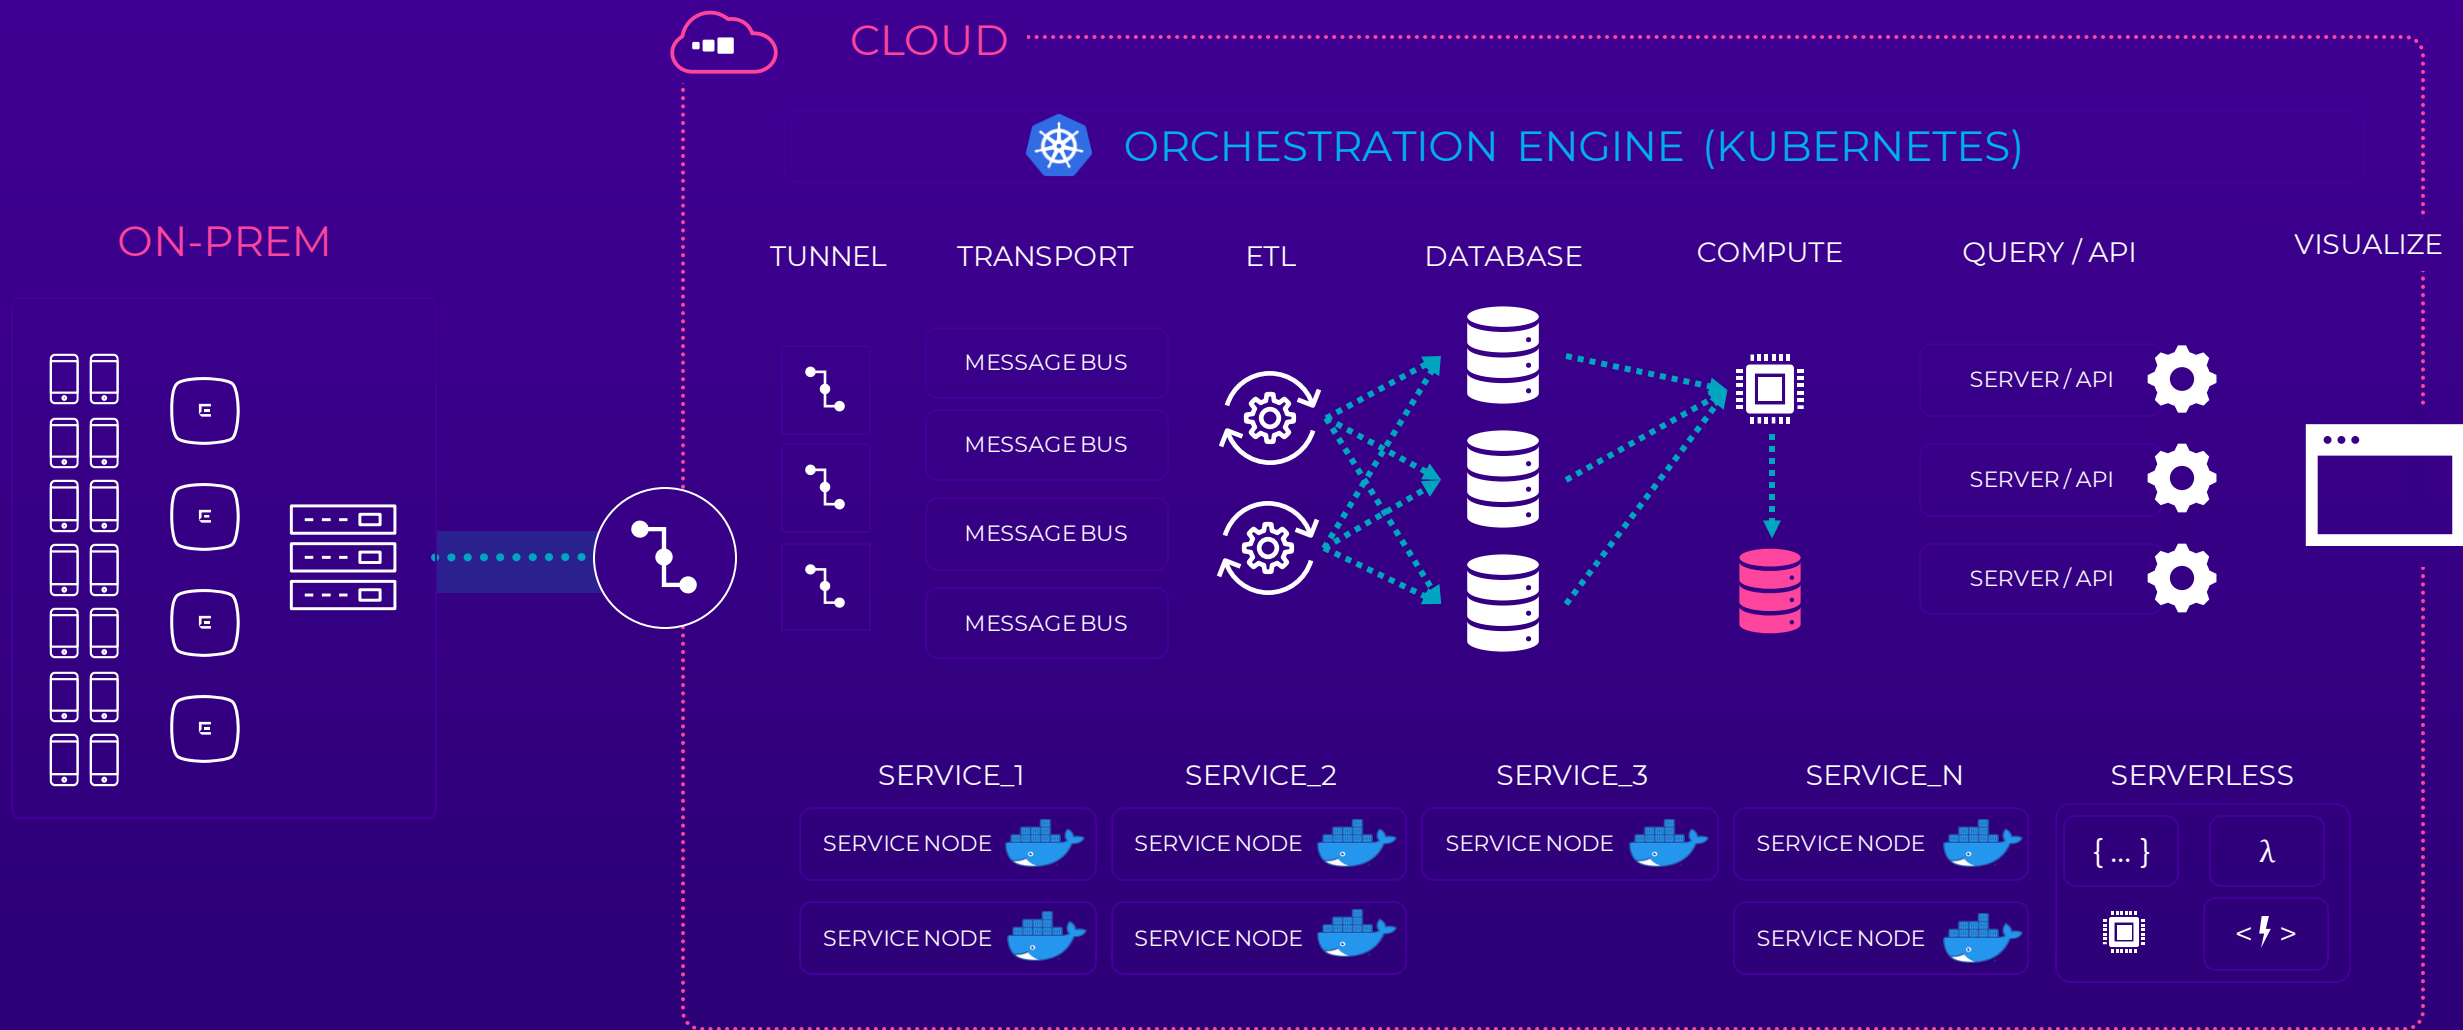 CLOUD
ORCHESTRATION ENGINE (KUBERNETES)
ON-PREM
TUNNEL
TRANSPORT
ETL
DATABASE
COMPUTE
QUERY / API
VISUALIZE
MESSAGE BUS
MESSAGE BUS
MESSAGE BUS
MESSAGE BUS
SERVER / API
SERVER / API
SERVER / API
SERVICE_1
SERVICE_2
SERVICE_3
SERVICE_N
SERVERLESS
SERVICE NODE
SERVICE NODE
SERVICE NODE
SERVICE NODE
{ ... }
λ
SERVICE NODE
SERVICE NODE
SERVICE NODE
< >